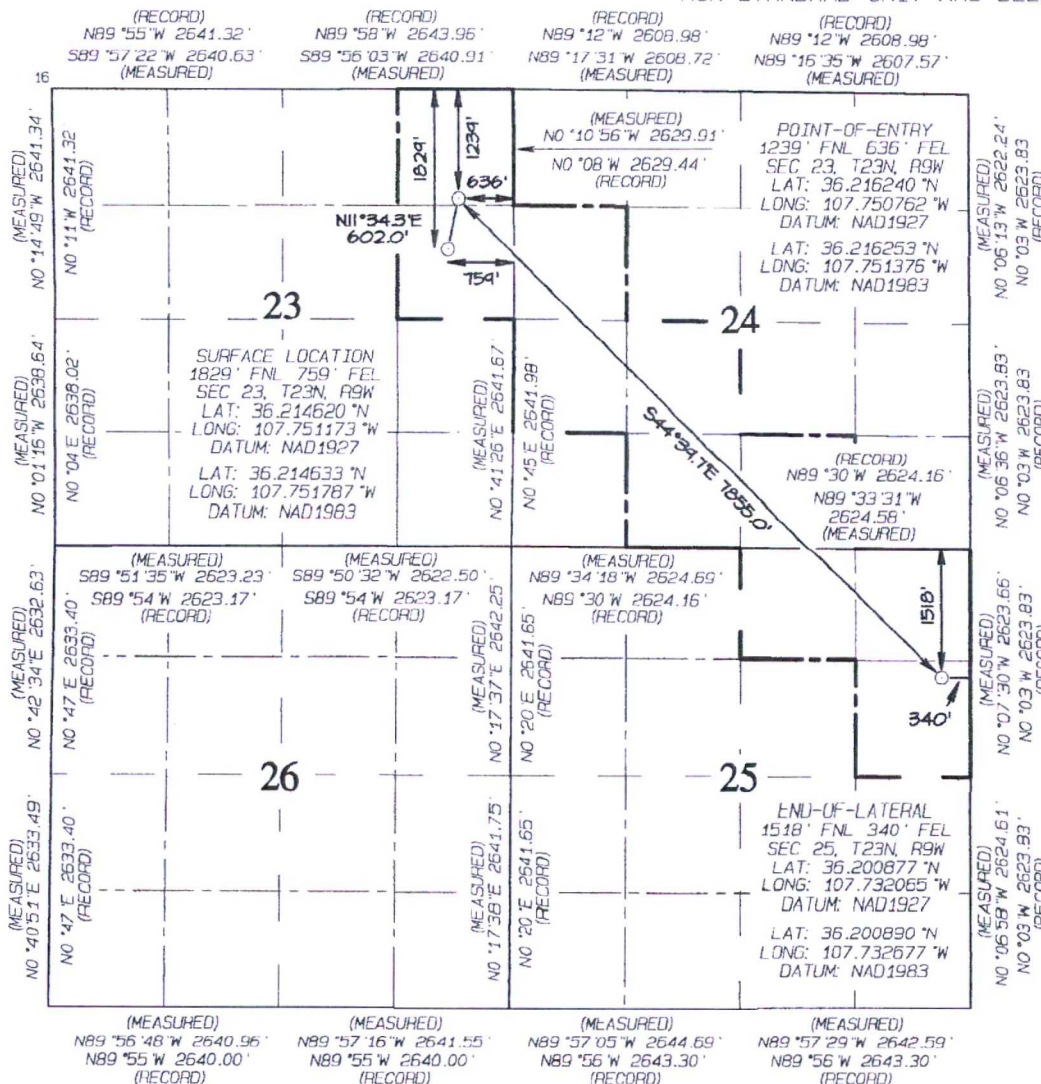 (RECORD)
N89°55'W 2641.32'
S89°57'22"W 2640.63'
(MEASURED)
(RECORD)
N89°58'W 2643.96'
S89°56'03"W 2640.91'
(MEASURED)
(RECORD)
N89°12'W 2608.98'
N89°17'31"W 2608.72'
(MEASURED)
(RECORD)
N89°12'W 2608.98'
N89°16'35"W 2607.57'
(MEASURED)
16
(MEASURED)
N0°14'49"W 2641.34'
N0°11'W 2641.32'
(RECORD)
1829'
1239'
636'
N11°34.3'E
602.0'
759'
(MEASURED)
N0°10'56"W 2629.91'
N0°08'W 2629.44'
(RECORD)
POINT-OF-ENTRY
1239' FNL 636' FEL
SEC 23, T23N, R9W
LAT: 36.216240°N
LONG: 107.750762°W
DATUM: NAD1927
LAT: 36.216253°N
LONG: 107.751376°W
DATUM: NAD1983
(MEASURED)
N0°06'13"W 2622.24'
N0°03'W 2623.83
(RECORD)
23
24
(MEASURED)
N0°01'16"W 2638.64'
N0°04'E 2638.02'
(RECORD)
SURFACE LOCATION
1829' FNL 759' FEL
SEC 23, T23N, R9W
LAT: 36.214620°N
LONG: 107.751173°W
DATUM: NAD1927
LAT: 36.214633°N
LONG: 107.751787°W
DATUM: NAD1983
(MEASURED)
N0°41'26"E 2641.67'
N0°45'E 2641.98'
(RECORD)
S44°34.7'E 7855.0'
(RECORD)
N89°30'W 2624.16'
N89°33'31"W
2624.58'
(MEASURED)
(MEASURED)
N0°06'36"W 2623.83'
N0°03'W 2623.83
(RECORD)
(MEASURED)
S89°51'35"W 2623.23'
S89°54'W 2623.17'
(RECORD)
(MEASURED)
S89°50'32"W 2622.50'
S89°54'W 2623.17'
(RECORD)
(MEASURED)
N89°34'18"W 2624.69'
N89°30'W 2624.16'
(RECORD)
1518'
340'
(MEASURED)
N0°42'34"E 2632.63'
N0°47'E 2633.40'
(RECORD)
(MEASURED)
N0°17'37"E 2642.25'
N0°20'E 2641.65'
(RECORD)
(MEASURED)
N0°07'30"W 2623.66'
N0°03'W 2623.83
(RECORD)
26
25
(MEASURED)
N0°40'51"E 2633.49'
N0°47'E 2633.40'
(RECORD)
(MEASURED)
N0°17'38"E 2641.75'
N0°20'E 2641.65'
(RECORD)
END-OF-LATERAL
1518' FNL 340' FEL
SEC 25, T23N, R9W
LAT: 36.200877°N
LONG: 107.732065°W
DATUM: NAD1927
LAT: 36.200890°N
LONG: 107.732677°W
DATUM: NAD1983
(MEASURED)
N0°06'58"W 2624.61'
N0°03'W 2623.83'
(RECORD)
(MEASURED)
N89°56'48"W 2640.96'
N89°55'W 2640.00'
(RECORD)
(MEASURED)
N89°57'16"W 2641.55'
N89°55'W 2640.00'
(RECORD)
(MEASURED)
N89°57'05"W 2644.69'
N89°56'W 2643.30'
(RECORD)
(MEASURED)
N89°57'29"W 2642.59'
N89°56'W 2643.30'
(RECORD)